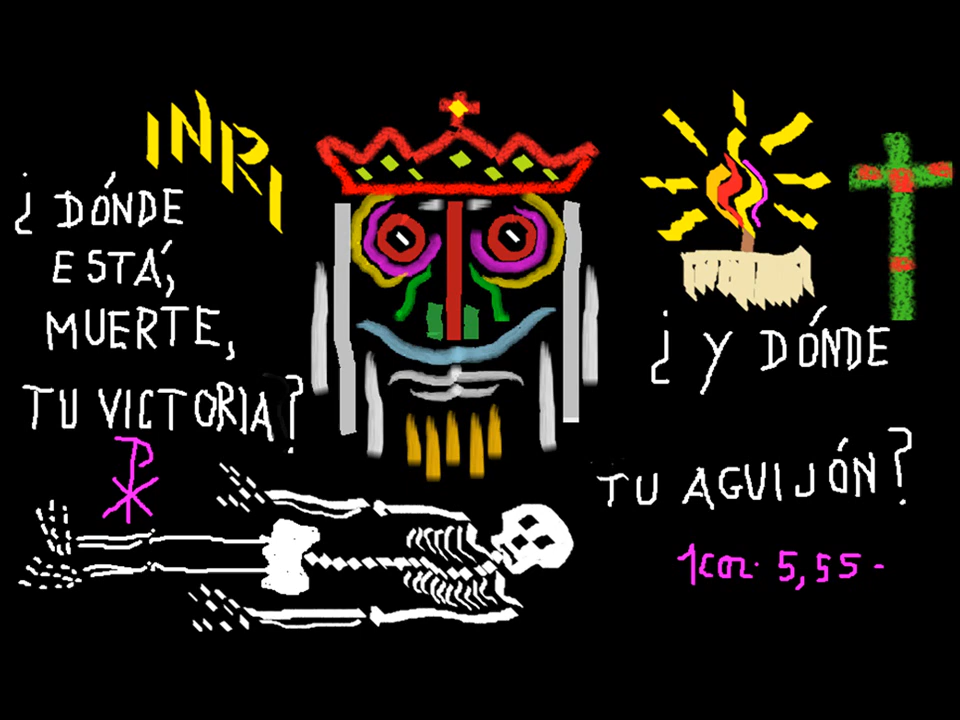 INRI
¿DÓNDE
ESTÁ,
MUERTE,
TU VICTORIA?
¿Y DÓNDE
TU AGUIJÓN?
1cor. 5,55-